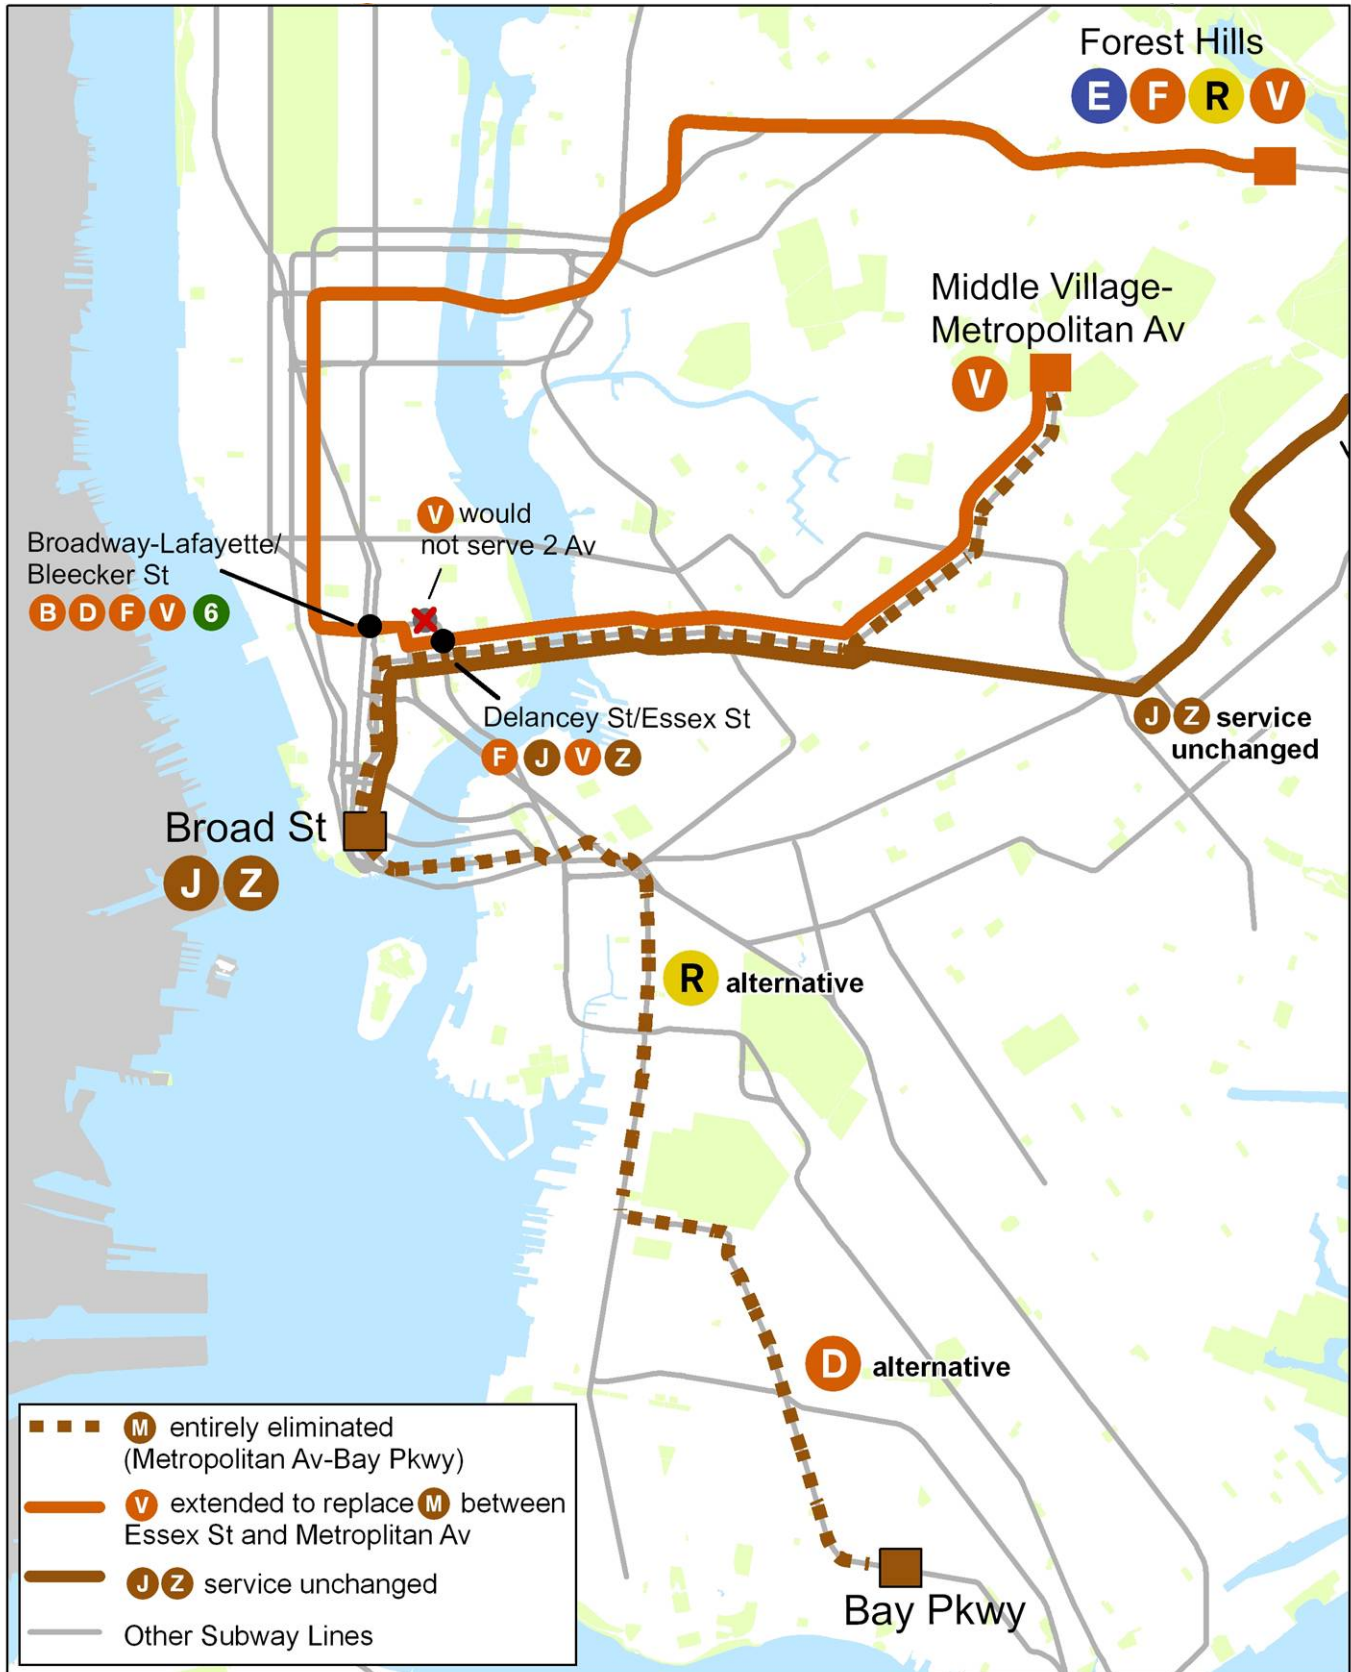 Forest Hills
E F R V
Middle Village-
Metropolitan Av
V
V would
not serve 2 Av
Broadway-Lafayette/
Bleecker St
B D F V 6
Delancey St/Essex St
F J V Z
J Z service
unchanged
Broad St
J Z
R alternative
D alternative
Bay Pkwy
M entirely eliminated
(Metropolitan Av-Bay Pkwy)
V extended to replace M between
Essex St and Metroplitan Av
J Z service unchanged
Other Subway Lines